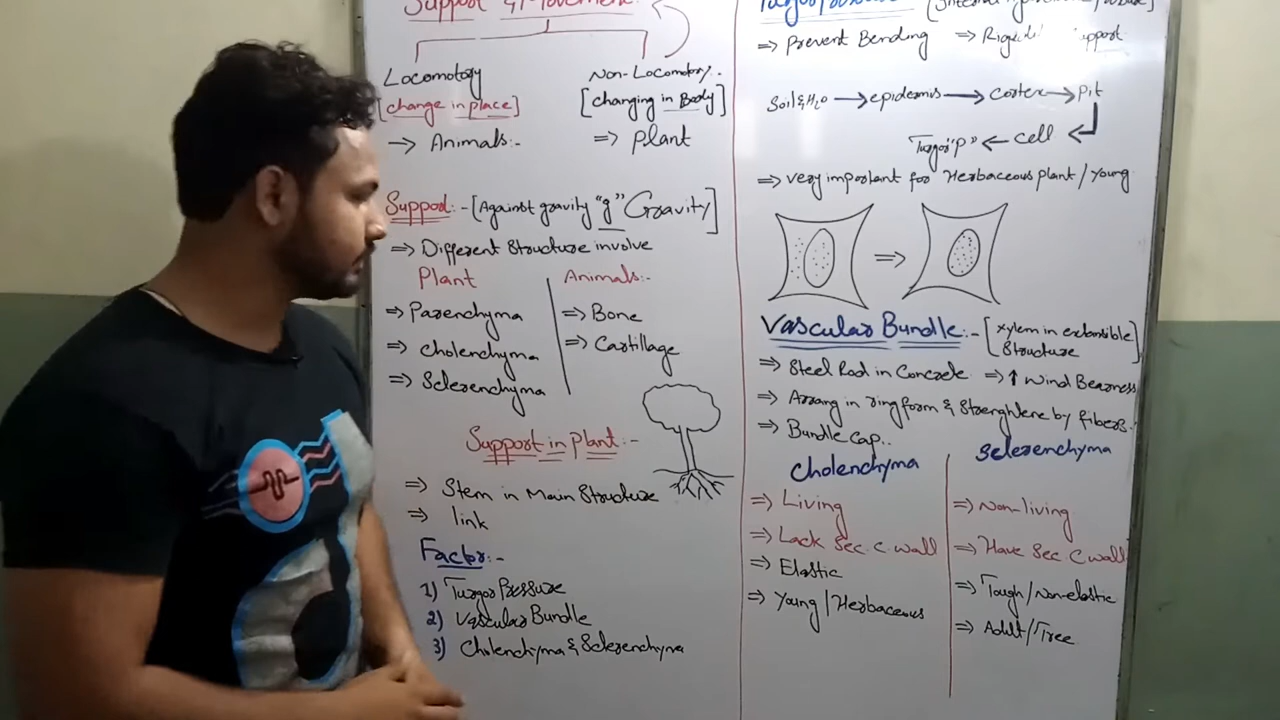 Support & Movement
Locomotory
[change in place]
→ Animals:-
Non-Locomotory.
[changing in Body]
⇒ plant
Support:- [Against gravity "g" Gravity]
⇒ Different Structure involve
Plant
⇒ Parenchyma
⇒ cholenchyma
⇒ Sclerenchyma
Animals:-
⇒ Bone
⇒ Cartillage
Support in plant:-
⇒ Stem in Main Structure
⇒ link
Factor:-
1) Turgor Pressure
2) Vascular Bundle
3) Cholenchyma & Sclerenchyma
⇒ Prevent Bending
Soil & H2O → epidermis → cortex → Pit
Turgor "P" ← cell
⇒ very important for Herbaceous plant / young
⇒
Vascular Bundle:- [xylem in
Structure]
⇒ Steel Rod in Concrete ⇒ ↑ Wind Bearness
⇒ Arrang in ring form & Strenghtene by fibers.
⇒ Bundle Cap..
Cholenchyma
⇒ Living
⇒ Lack Sec. C wall
⇒ Elastic
⇒ Young / Herbaceous
Sclerenchyma
⇒ Non-living
⇒ Have Sec C wall
⇒ Tough / Non-elastic
⇒ Adult / Tree